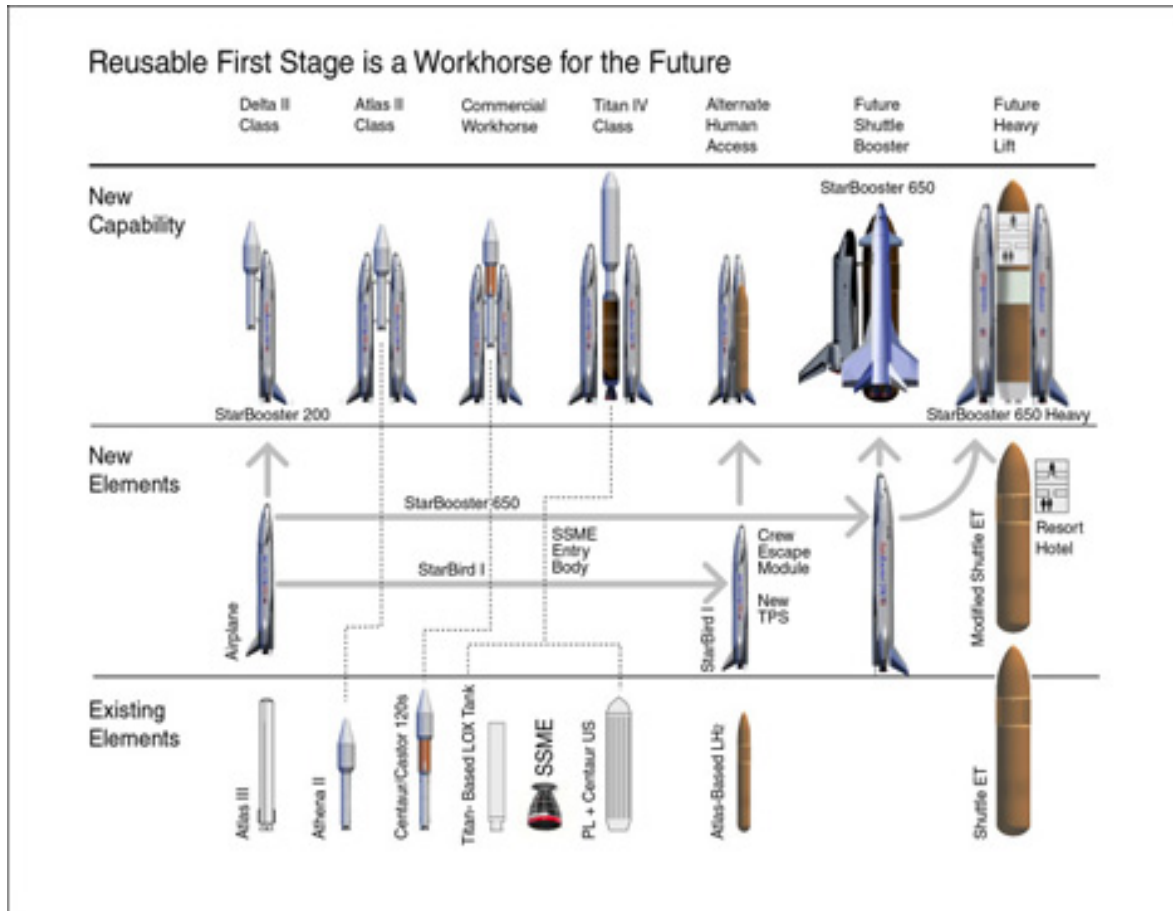 Reusable First Stage is a Workhorse for the Future
Delta II
Class
Atlas II
Class
Commercial
Workhorse
Titan IV
Class
Alternate
Human
Access
Future
Shuttle
Booster
Future
Heavy
Lift
New
Capability
StarBooster 650
StarBooster 200
StarBooster 650 Heavy
New
Elements
StarBooster 650
StarBird I
SSME
Entry
Body
Crew
Escape
Module
New
TPS
Airplane
StarBird I
Modified Shuttle ET
Resort
Hotel
Existing
Elements
Atlas III
Athena II
Centaur/Castor 120s
Titan- Based LOX Tank
SSME
PL + Centaur US
Atlas-Based LH2
Shuttle ET